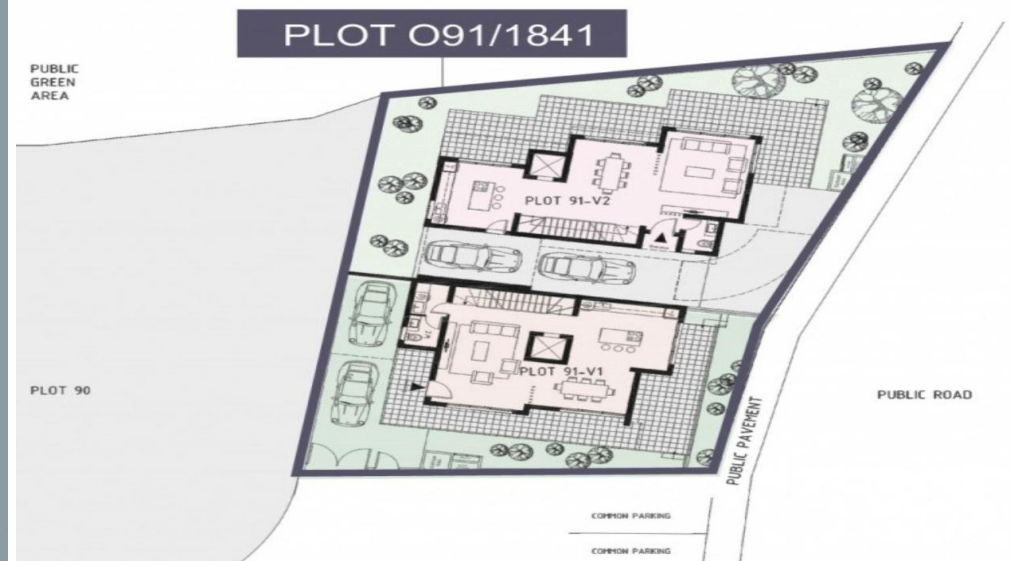 PLOT O91/1841
PUBLIC
GREEN
AREA
PLOT 91-V2
PLOT 91-V1
PLOT 90
PUBLIC ROAD
PUBLIC PAVEMENT
COMMON PARKING
COMMON PARKING